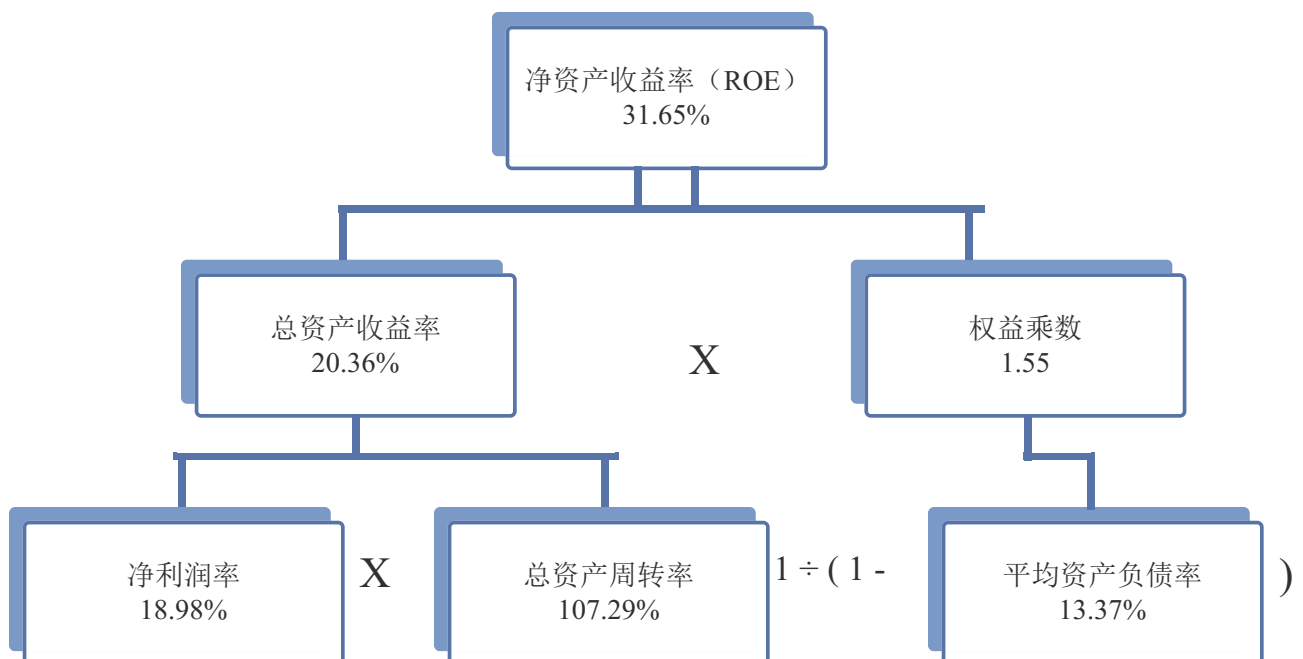 净资产收益率（ROE）
31.65%
总资产收益率
20.36%
X
权益乘数
1.55
净利润率
18.98%
X
总资产周转率
107.29%
1 ÷ ( 1 -
平均资产负债率
13.37%
)